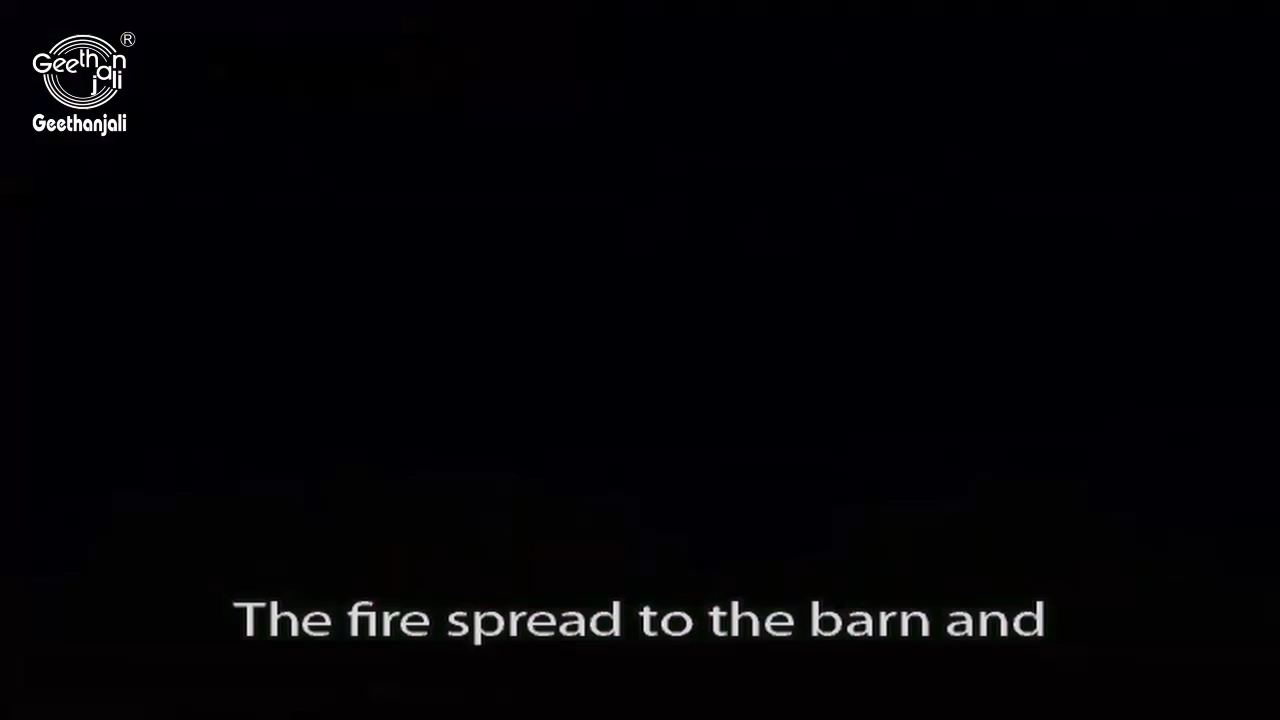 Geethanjali ®
Geethanjali
The fire spread to the barn and